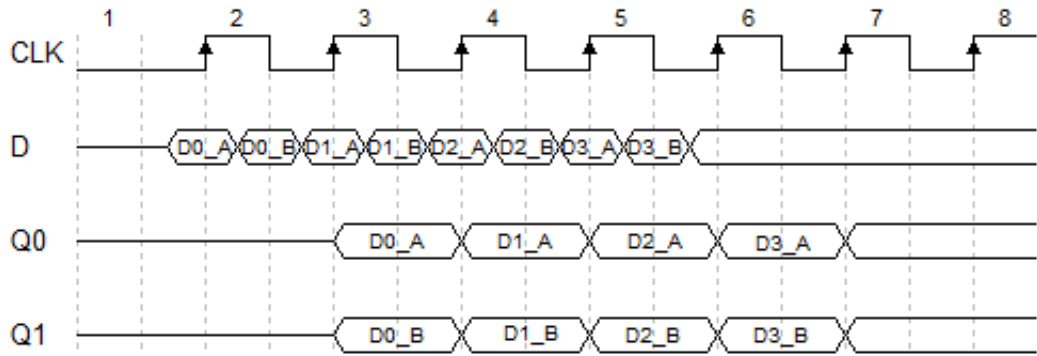 1 2 3 4 5 6 7 8
CLK
D D0_A D0_B D1_A D1_B D2_A D2_B D3_A D3_B
Q0 D0_A D1_A D2_A D3_A
Q1 D0_B D1_B D2_B D3_B